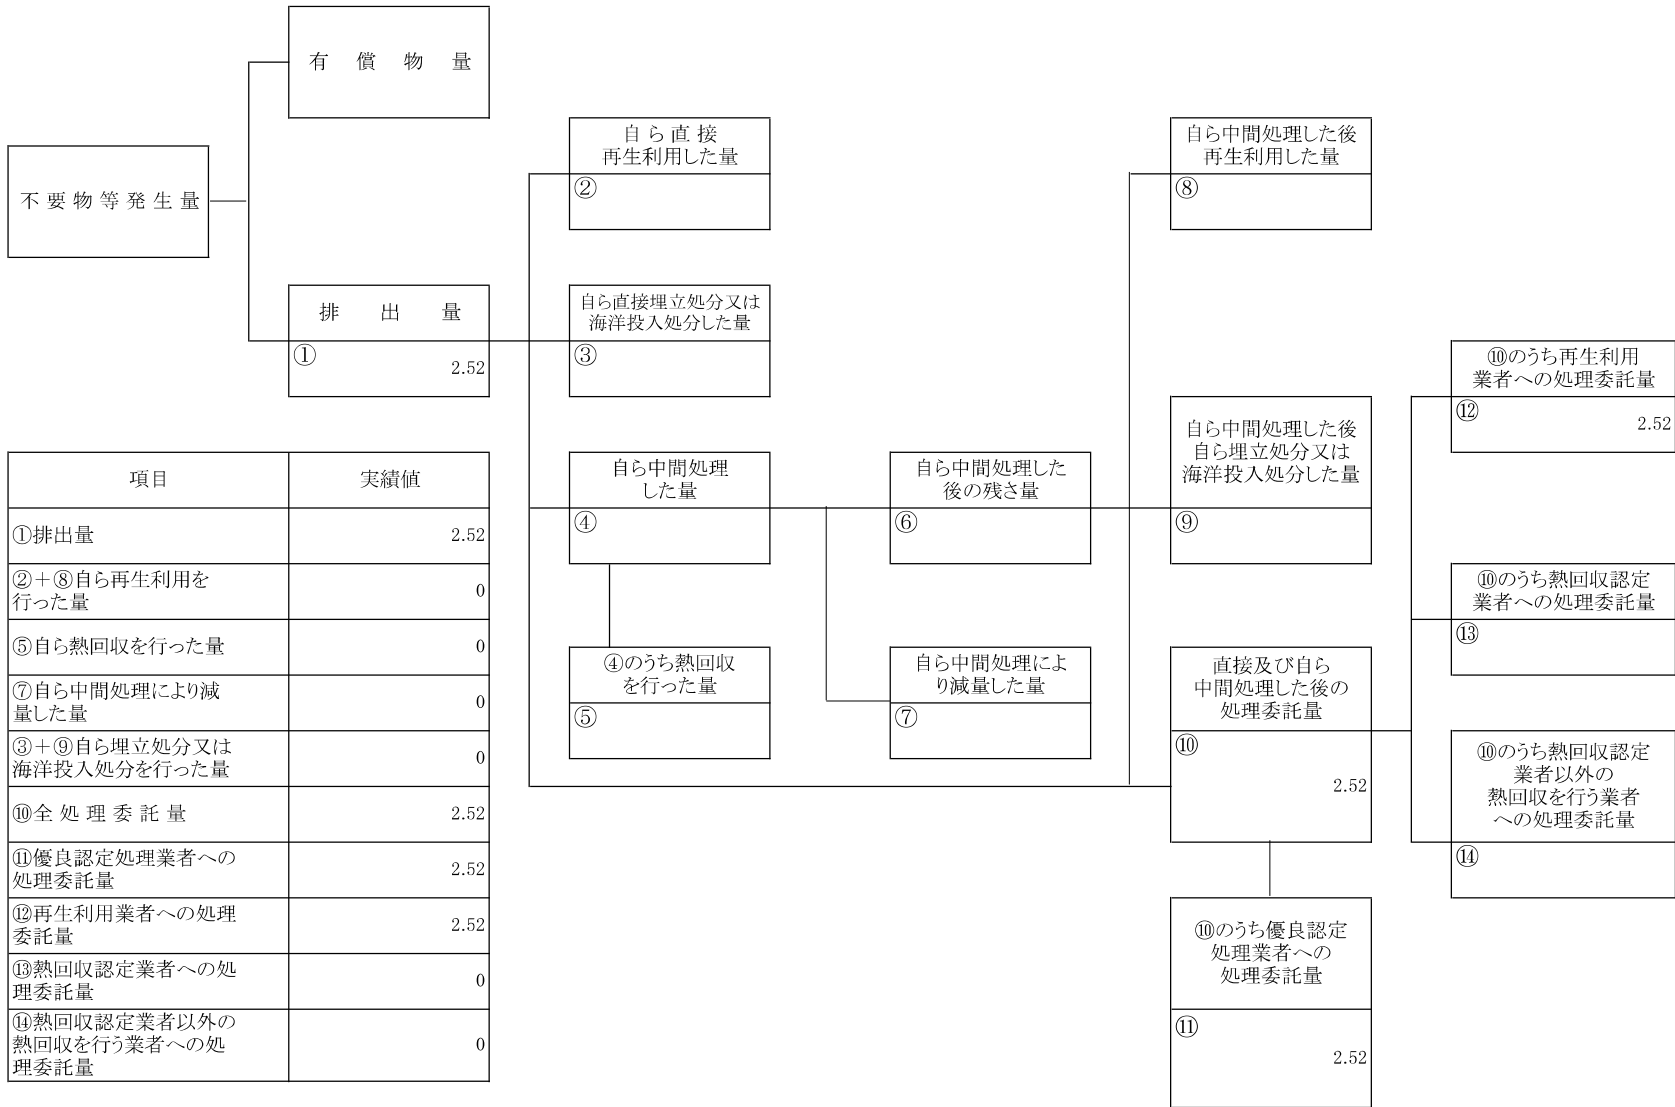 有 償 物 量
不 要 物 等 発 生 量
自 ら 直 接
再生利用した量
②
自ら中間処理した後
再生利用した量
⑧
排 出 量
①
2.52
自ら直接埋立処分又は
海洋投入処分した量
③
⑩のうち再生利用
業者への処理委託量
⑫
2.52
自ら中間処理
した量
④
自ら中間処理した
後の残さ量
⑥
自ら中間処理した後
自ら埋立処分又は
海洋投入処分した量
⑨
⑩のうち熱回収認定
業者への処理委託量
⑬
④のうち熱回収
を行った量
⑤
自ら中間処理によ
り減量した量
⑦
直接及び自ら
中間処理した後の
処理委託量
⑩
2.52
⑩のうち熱回収認定
業者以外の
熱回収を行う業者
への処理委託量
⑭
⑩のうち優良認定
処理業者への
処理委託量
⑪
2.52
項目 実績値
①排出量 2.52
②+⑧自ら再生利用を
行った量 0
⑤自ら熱回収を行った量 0
⑦自ら中間処理により減
量した量 0
③+⑨自ら埋立処分又は
海洋投入処分を行った量 0
⑩全 処 理 委 託 量 2.52
⑪優良認定処理業者への
処理委託量 2.52
⑫再生利用業者への処理
委託量 2.52
⑬熱回収認定業者への処
理委託量 0
⑭熱回収認定業者以外の
熱回収を行う業者への処
理委託量 0